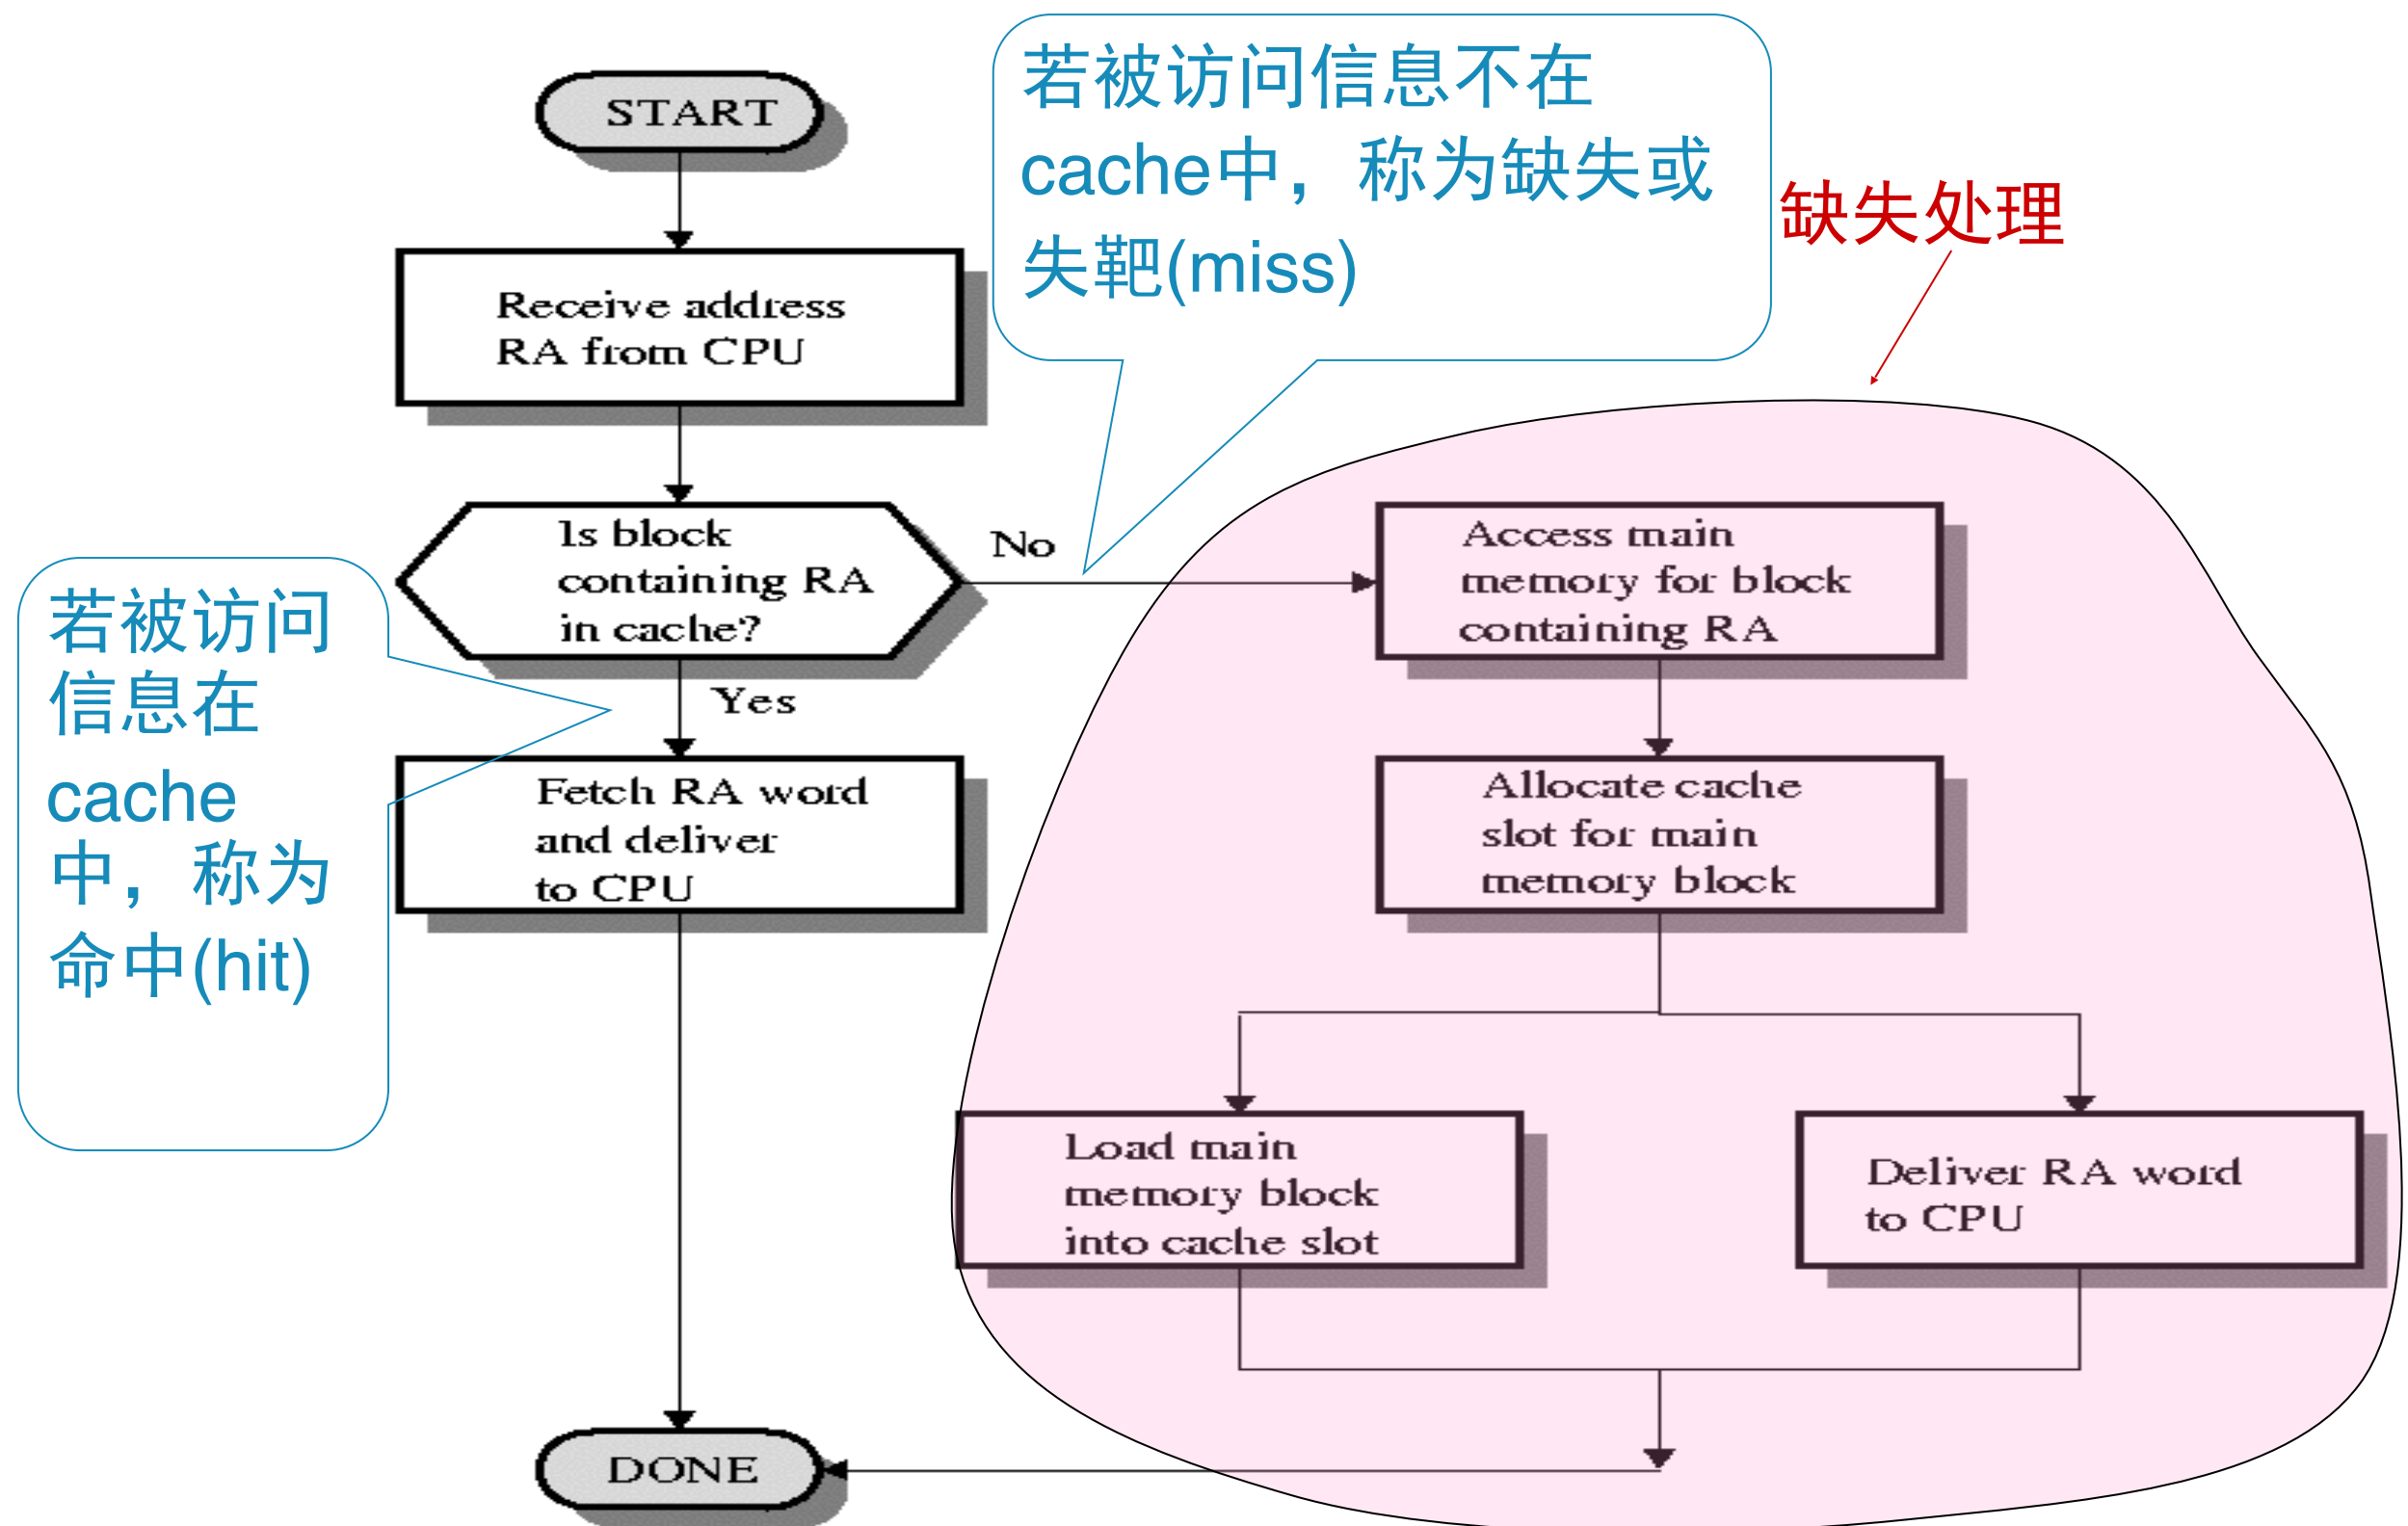 START
若被访问信息不在
cache中，称为缺失或
失靶(miss)
缺失处理
Receive address
RA from CPU
Is block
containing RA
in cache?
No
Access main
memory for block
containing RA
若被访问
信息在
cache
中，称为
命中(hit)
Yes
Fetch RA word
and deliver
to CPU
Allocate cache
slot for main
memory block
Load main
memory block
into cache slot
Deliver RA word
to CPU
DONE